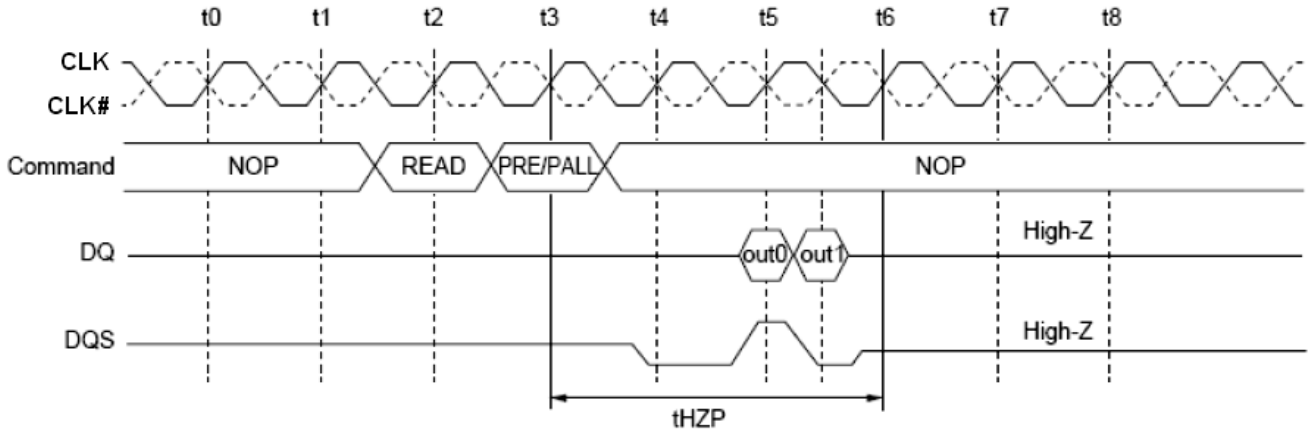 t0 t1 t2 t3 t4 t5 t6 t7 t8
CLK
CLK#
Command NOP READ PRE/PALL NOP
DQ out0 out1 High-Z
DQS High-Z
tHZP